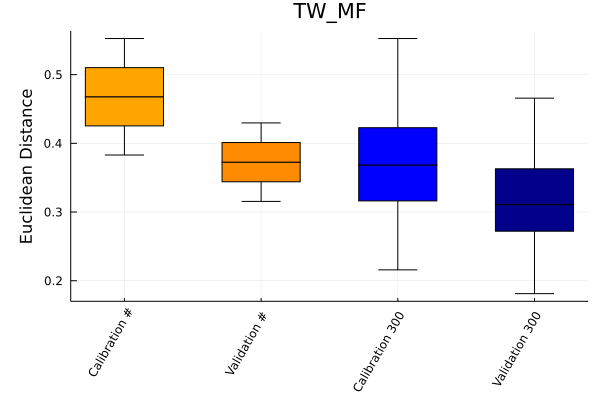 TW_MF
Euclidean Distance
0.5
0.4
0.3
0.2
Calibration #
Validation #
Calibration 300
Validation 300